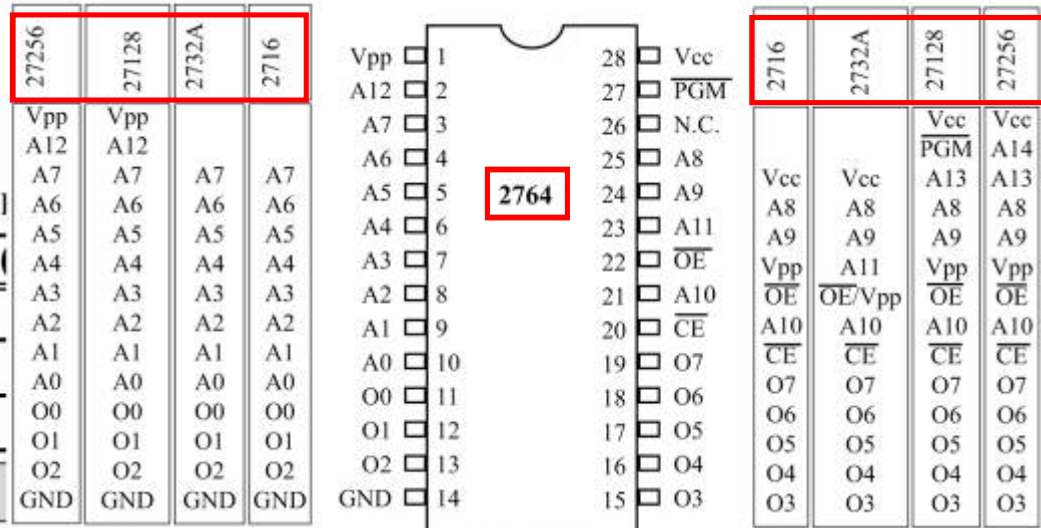 27256 27128 2732A 2716
Vpp Vpp
A12 A12
A7 A7 A7 A7
A6 A6 A6 A6
A5 A5 A5 A5
A4 A4 A4 A4
A3 A3 A3 A3
A2 A2 A2 A2
A1 A1 A1 A1
A0 A0 A0 A0
O0 O0 O0 O0
O1 O1 O1 O1
O2 O2 O2 O2
GND GND GND GND
2764
Vpp 1 28 Vcc
A12 2 27 PGM
A7 3 26 N.C.
A6 4 25 A8
A5 5 24 A9
A4 6 23 A11
A3 7 22 OE
A2 8 21 A10
A1 9 20 CE
A0 10 19 O7
O0 11 18 O6
O1 12 17 O5
O2 13 16 O4
GND 14 15 O3
2716 2732A 27128 27256
Vcc Vcc
PGM A14
Vcc Vcc A13 A13
A8 A8 A8 A8
A9 A9 A9 A9
Vpp A11 Vpp Vpp
OE OE/Vpp OE OE
A10 A10 A10 A10
CE CE CE CE
O7 O7 O7 O7
O6 O6 O6 O6
O5 O5 O5 O5
O4 O4 O4 O4
O3 O3 O3 O3